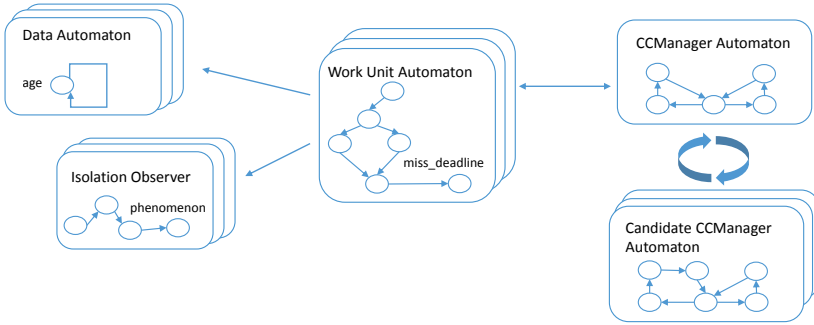 Data Automaton
age
Isolation Observer
phenomenon
Work Unit Automaton
miss_deadline
CCManager Automaton
Candidate CCManager
Automaton